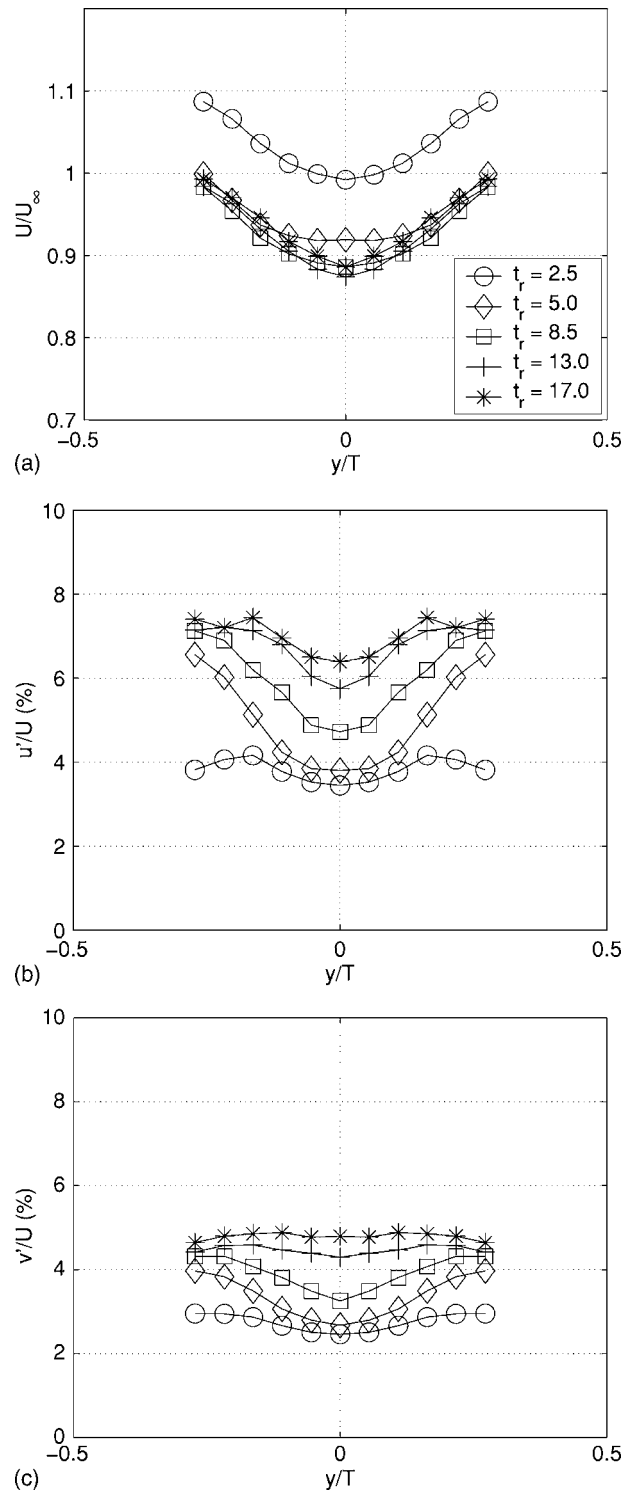 1.1
1
0.9
0.8
0.7
U/U∞
t_r = 2.5
t_r = 5.0
t_r = 8.5
t_r = 13.0
t_r = 17.0
−0.5 0 0.5
y/T
(a)
10
8
6
4
2
0
u'/U (%)
−0.5 0 0.5
y/T
(b)
10
8
6
4
2
0
v'/U (%)
−0.5 0 0.5
y/T
(c)